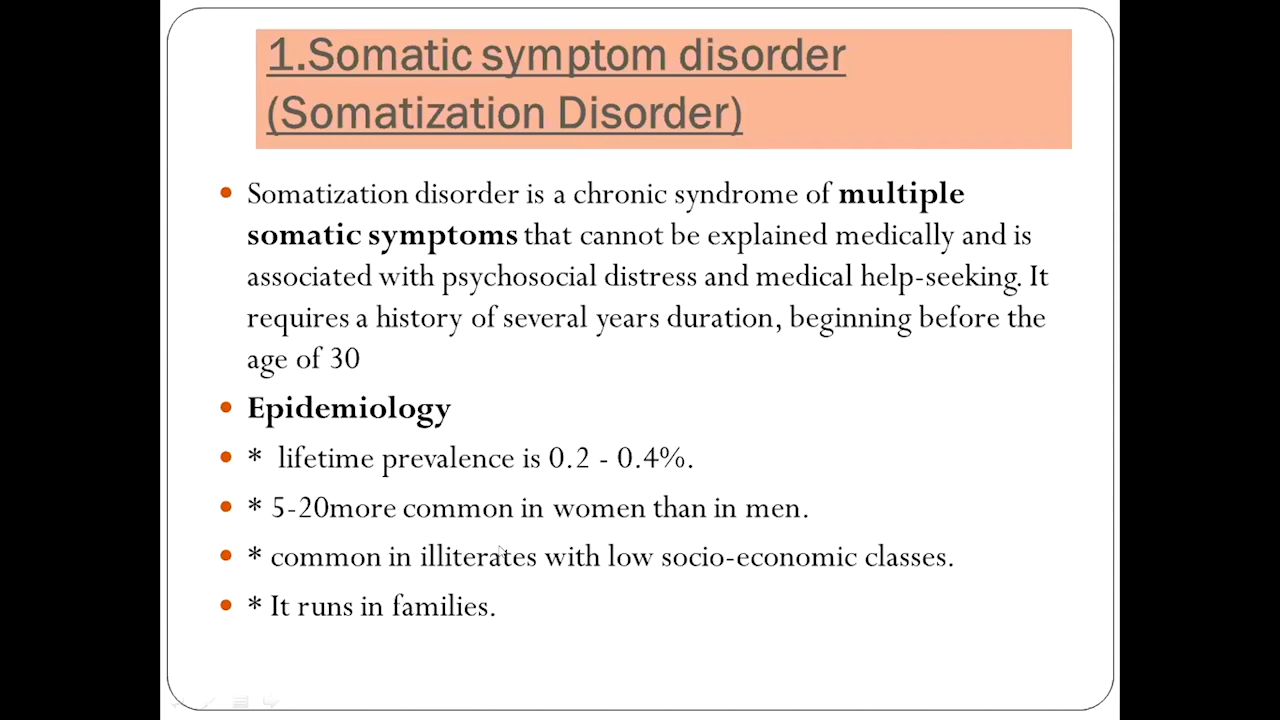 1.Somatic symptom disorder
(Somatization Disorder)
• Somatization disorder is a chronic syndrome of multiple
somatic symptoms that cannot be explained medically and is
associated with psychosocial distress and medical help-seeking. It
requires a history of several years duration, beginning before the
age of 30
• Epidemiology
• * lifetime prevalence is 0.2 - 0.4%.
• * 5-20more common in women than in men.
• * common in illiterates with low socio-economic classes.
• * It runs in families.